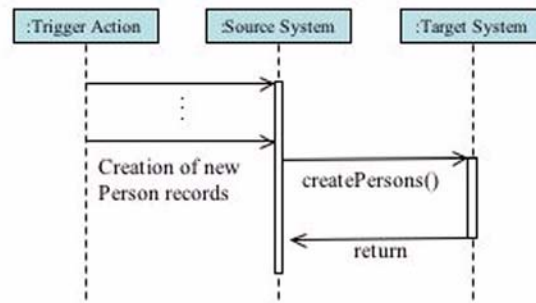 :Trigger Action
:Source System
:Target System
Creation of new
Person records
createPersons()
return